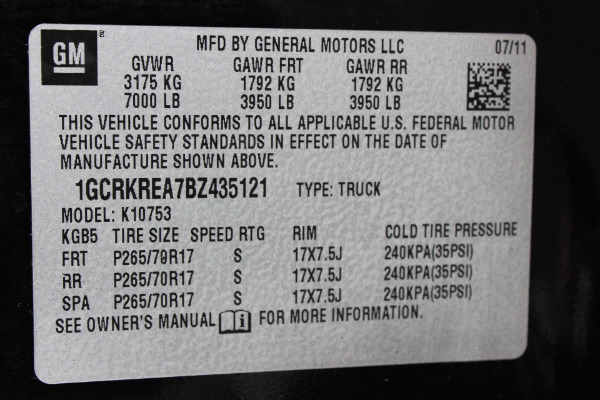 GM
MFD BY GENERAL MOTORS LLC 07/11
GVWR GAWR FRT GAWR RR
3175 KG 1792 KG 1792 KG
7000 LB 3950 LB 3950 LB
THIS VEHICLE CONFORMS TO ALL APPLICABLE U.S. FEDERAL MOTOR
VEHICLE SAFETY STANDARDS IN EFFECT ON THE DATE OF
MANUFACTURE SHOWN ABOVE.
1GCRKREA7BZ435121 TYPE: TRUCK
MODEL: K10753
KGB5 TIRE SIZE SPEED RTG RIM COLD TIRE PRESSURE
FRT P265/70R17 S 17X7.5J 240KPA(35PSI)
RR P265/70R17 S 17X7.5J 240KPA(35PSI)
SPA P265/70R17 S 17X7.5J 240KPA(35PSI)
SEE OWNER'S MANUAL i FOR MORE INFORMATION.